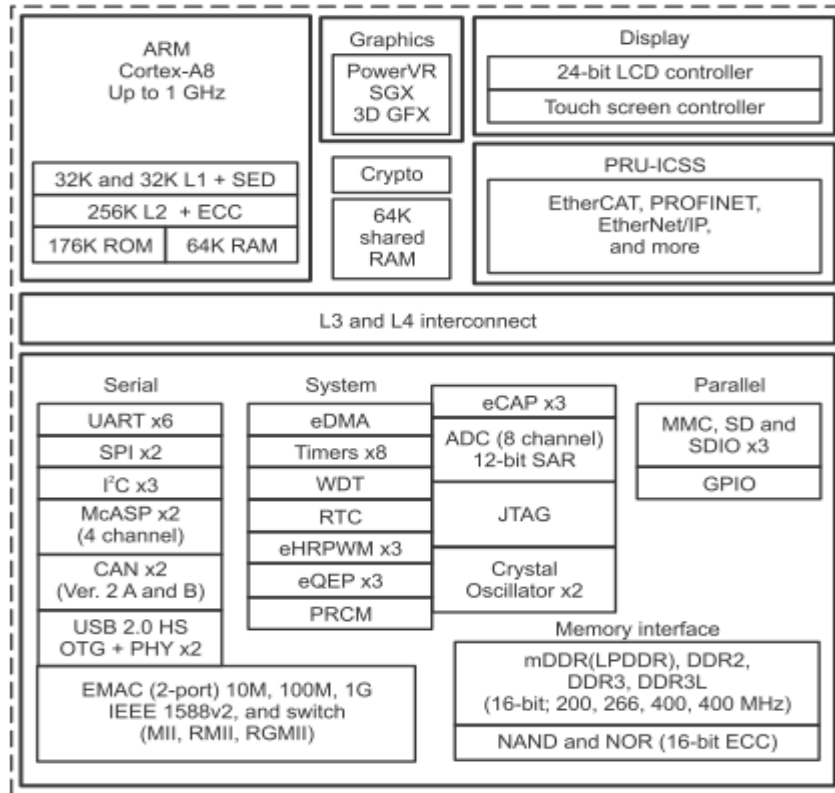 ARM
Cortex-A8
Up to 1 GHz
32K and 32K L1 + SED
256K L2 + ECC
176K ROM
64K RAM
Graphics
PowerVR
SGX
3D GFX
Crypto
64K
shared
RAM
Display
24-bit LCD controller
Touch screen controller
PRU-ICSS
EtherCAT, PROFINET,
EtherNet/IP,
and more
L3 and L4 interconnect
Serial
UART x6
SPI x2
I²C x3
McASP x2
(4 channel)
CAN x2
(Ver. 2 A and B)
USB 2.0 HS
OTG + PHY x2
EMAC (2-port) 10M, 100M, 1G
IEEE 1588v2, and switch
(MII, RMII, RGMII)
System
eDMA
Timers x8
WDT
RTC
eHRPWM x3
eQEP x3
PRCM
eCAP x3
ADC (8 channel)
12-bit SAR
JTAG
Crystal
Oscillator x2
Parallel
MMC, SD and
SDIO x3
GPIO
Memory interface
mDDR(LPDDR), DDR2,
DDR3, DDR3L
(16-bit; 200, 266, 400, 400 MHz)
NAND and NOR (16-bit ECC)